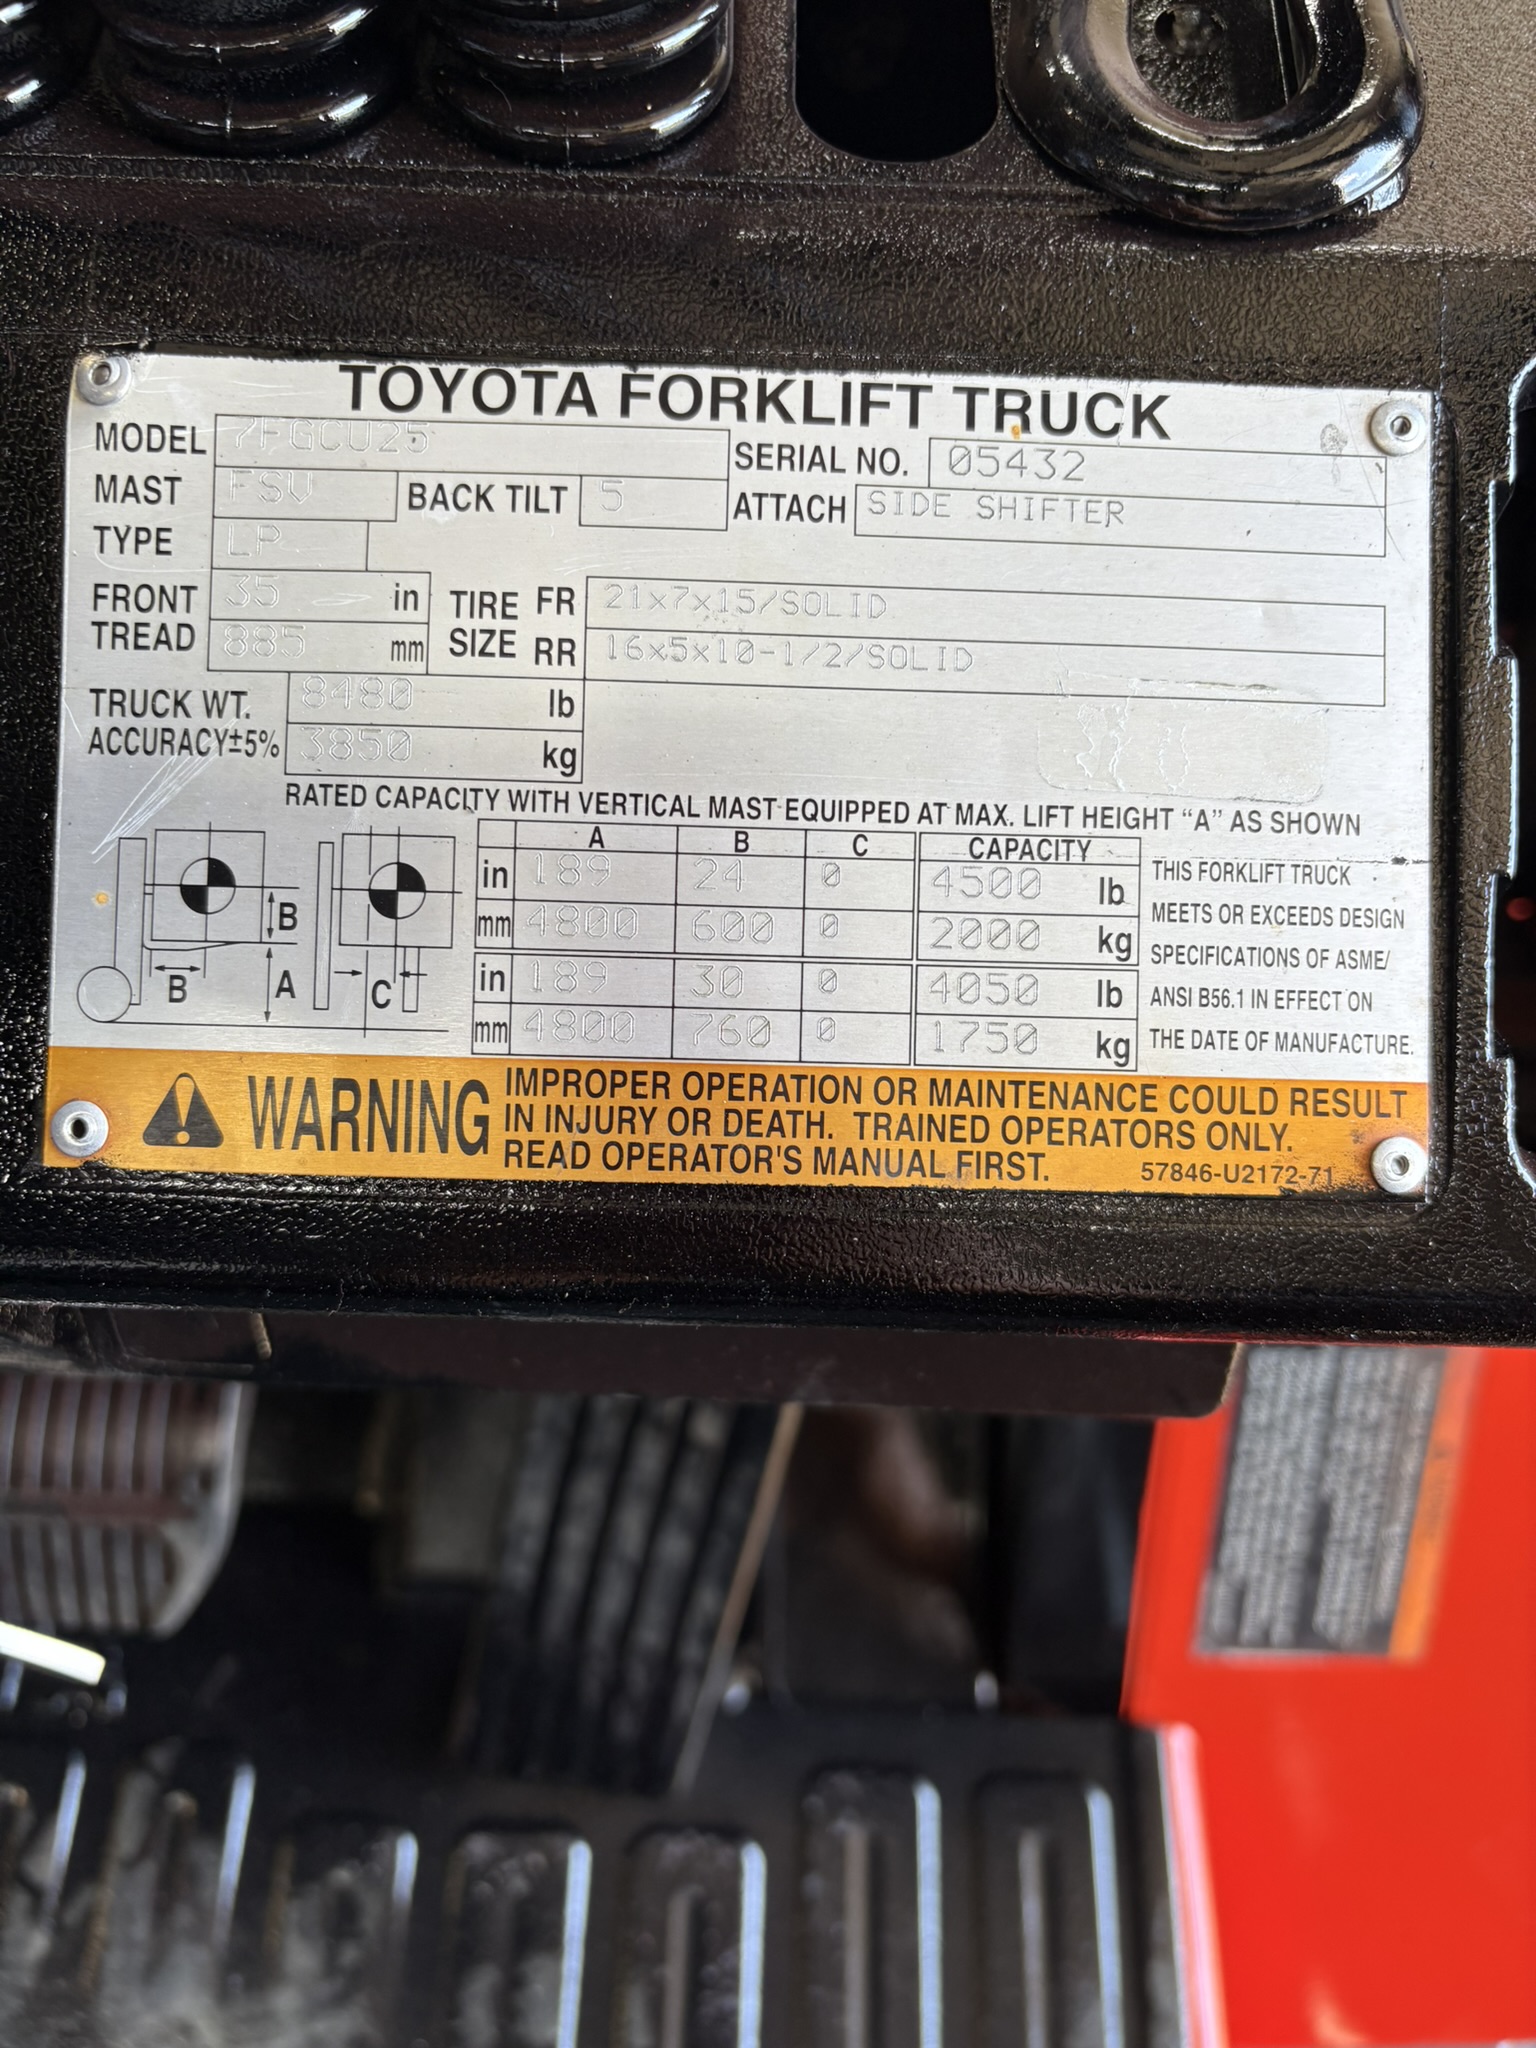 TOYOTA FORKLIFT TRUCK
MODEL 7FGCU25 SERIAL NO. 05432
MAST FSV BACK TILT 5 ATTACH SIDE SHIFTER
TYPE LP
FRONT TREAD 35 in TIRE SIZE FR 21x7x15/SOLID
885 mm RR 16x5x10-1/2/SOLID
TRUCK WT. 8480 lb
ACCURACY±5% 3850 kg
RATED CAPACITY WITH VERTICAL MAST EQUIPPED AT MAX. LIFT HEIGHT "A" AS SHOWN
A B C CAPACITY
in 189 24 0 4500 lb
mm 4800 600 0 2000 kg
in 189 30 0 4050 lb
mm 4800 760 0 1750 kg
B
B A C
THIS FORKLIFT TRUCK
MEETS OR EXCEEDS DESIGN
SPECIFICATIONS OF ASME/
ANSI B56.1 IN EFFECT ON
THE DATE OF MANUFACTURE.
WARNING IMPROPER OPERATION OR MAINTENANCE COULD RESULT
IN INJURY OR DEATH. TRAINED OPERATORS ONLY.
READ OPERATOR'S MANUAL FIRST. 57846-U2172-71